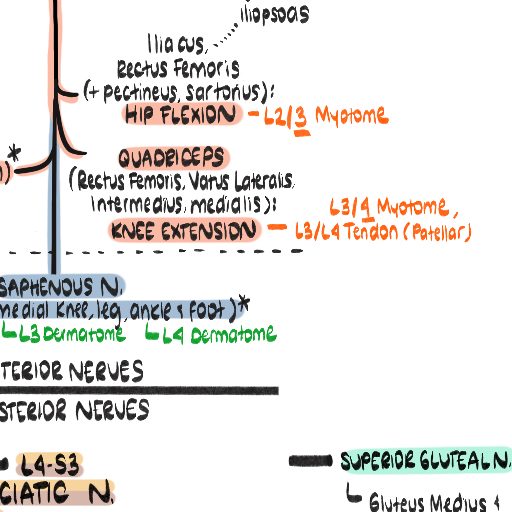 iliopsoas
Iliacus,
Rectus Femoris
(+ pectineus, sartorius):
HIP FLEXION - L2/3 Myotome
*
))
QUADRICEPS
(Rectus Femoris, Vatus Lateralis,
Intermedius, medialis):
L3/4 Myotome,
KNEE EXTENSION - L3/L4 Tendon (Patellar)
SAPHENOUS N.
medial knee, leg, ankle & foot)*
L3 Dermatome L4 Dermatome
TERIOR NERVES
STERIOR NERVES
L4-S3
SUPERIOR GLUTEAL N.
CIATIC N.
Gluteus Medius &